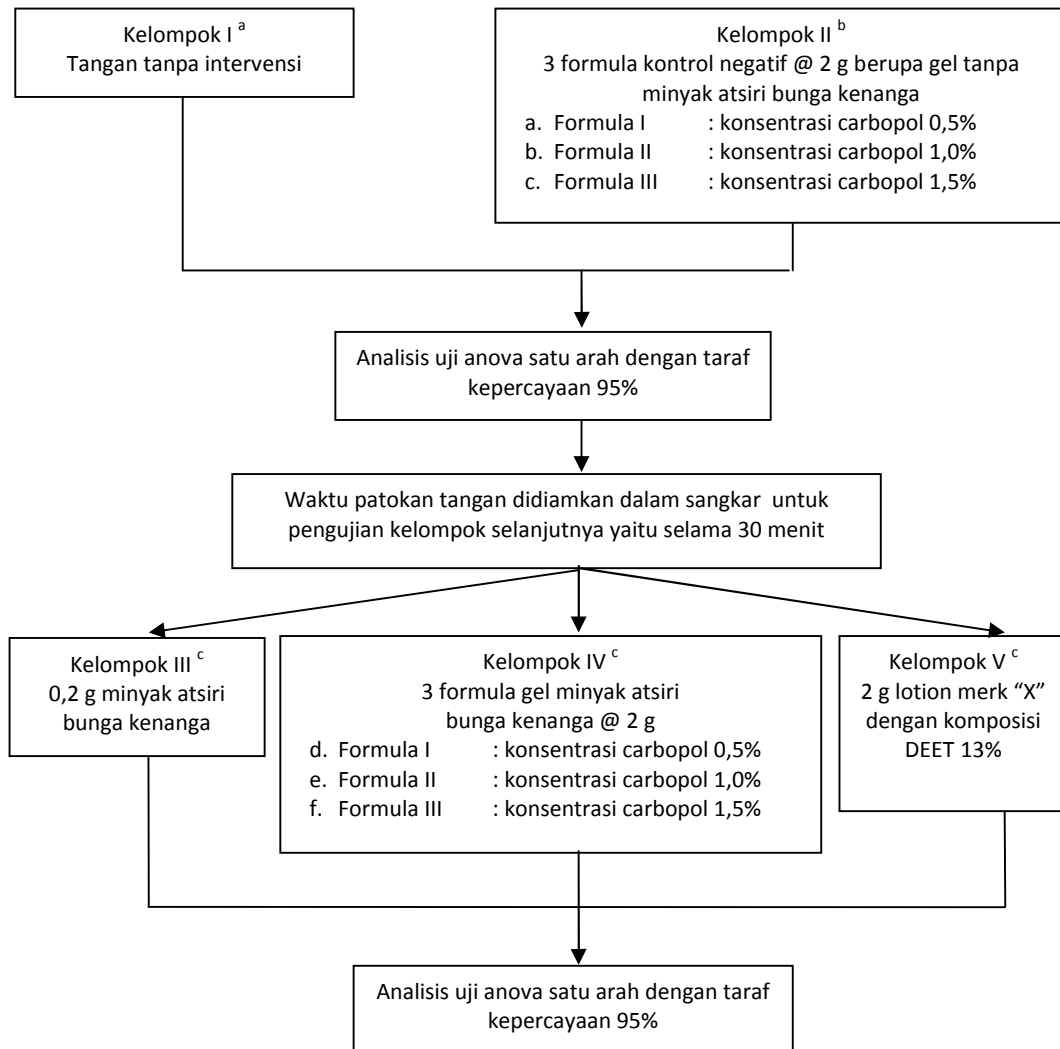 Kelompok I a
Tangan tanpa intervensi
Kelompok II b
3 formula kontrol negatif @ 2 g berupa gel tanpa
minyak atsiri bunga kenanga
a. Formula I : konsentrasi carbopol 0,5%
b. Formula II : konsentrasi carbopol 1,0%
c. Formula III : konsentrasi carbopol 1,5%
Analisis uji anova satu arah dengan taraf
kepercayaan 95%
Waktu patokan tangan didiamkan dalam sangkar untuk
pengujian kelompok selanjutnya yaitu selama 30 menit
Kelompok III c
0,2 g minyak atsiri
bunga kenanga
Kelompok IV c
3 formula gel minyak atsiri
bunga kenanga @ 2 g
d. Formula I : konsentrasi carbopol 0,5%
e. Formula II : konsentrasi carbopol 1,0%
f. Formula III : konsentrasi carbopol 1,5%
Kelompok V c
2 g lotion merk “X”
dengan komposisi
DEET 13%
Analisis uji anova satu arah dengan taraf
kepercayaan 95%